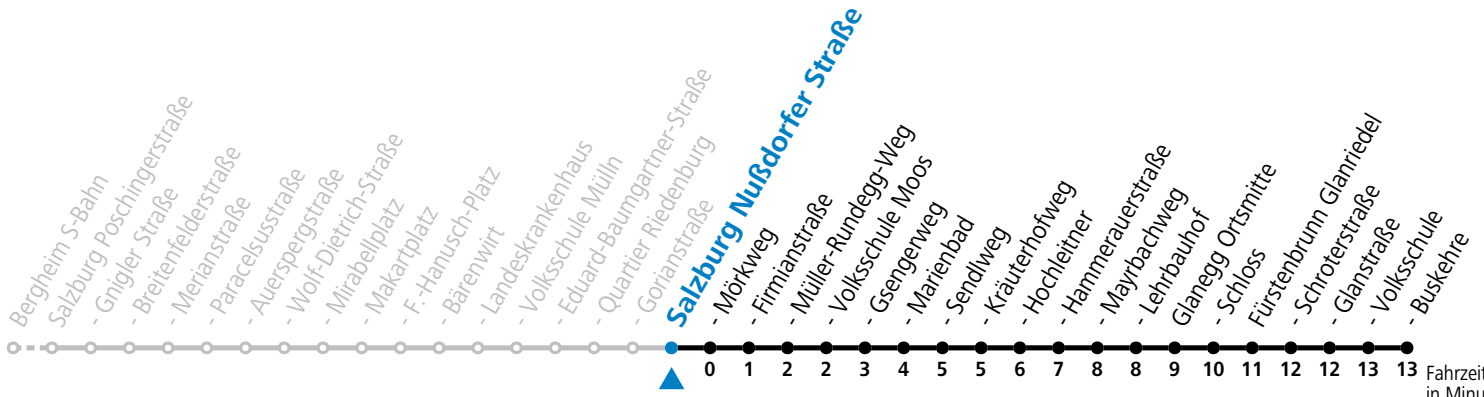 Bergheim S-Bahn
Salzburg Poschingerstraße
- Gnigler Straße
- Breitenfelderstraße
- Merianstraße
- Paracelsusstraße
- Auerspergstraße
- Wolf-Dietrich-Straße
- Mirabellplatz
- Makartplatz
- F.-Hanusch-Platz
- Bärenwirt
- Landeskrankenhaus
- Volksschule Mülln
- Eduard-Baumgartner-Straße
- Quartier Riedenburg
- Gorianstraße
Salzburg Nußdorfer Straße
- Mörkweg
- Firmianstraße
- Müller-Rundegg-Weg
- Volksschule Moos
- Gsengerweg
- Marienbad
- Sendlweg
- Kräuterhofweg
- Hochleitner
- Hammerauerstraße
- Mayrbachweg
- Lehrbauhof
Glanegg Ortsmitte
- Schloss
Fürstenbrunn Glanriedel
- Schroterstraße
- Glanstraße
- Volksschule
- Buskehre
0 1 2 2 3 4 5 5 6 7 8 8 9 10 11 12 12 13 13
Fahrzeit
in Minu